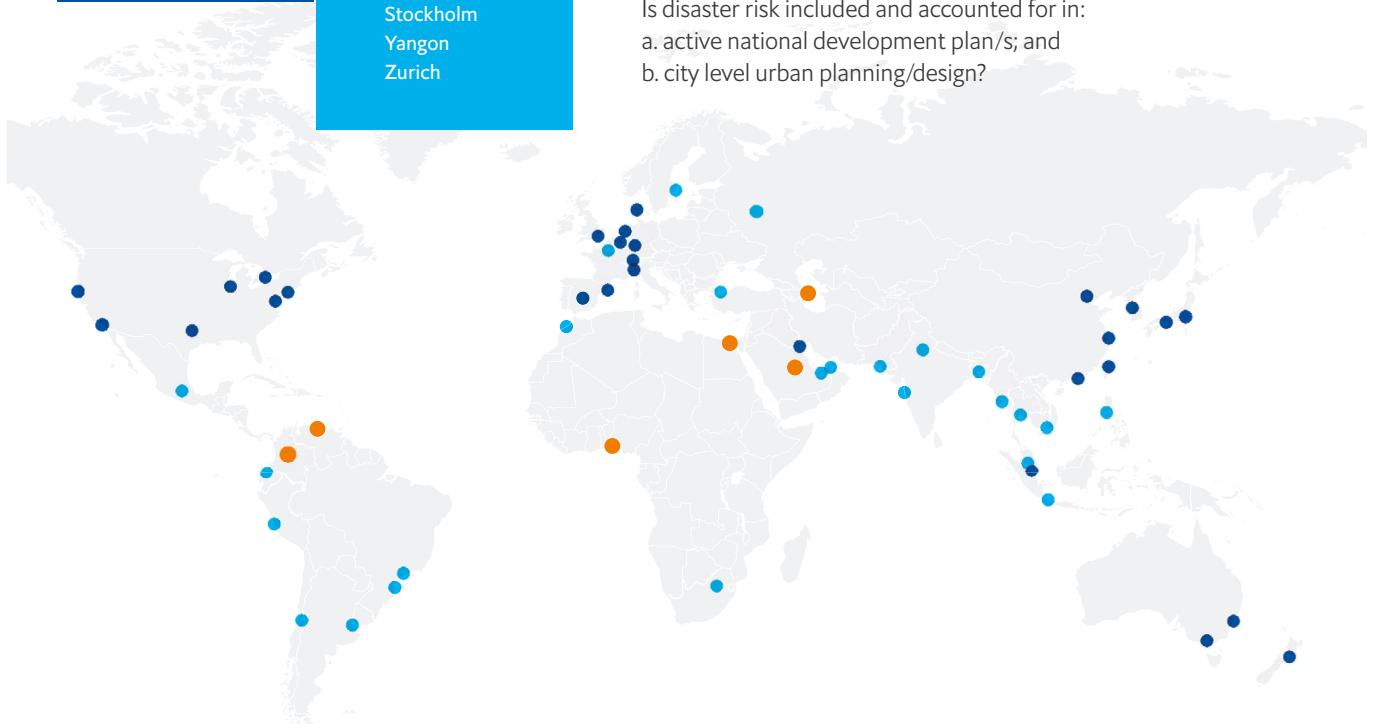 Stockholm
Yangon
Zurich
Is disaster risk included and accounted for in:
a. active national development plan/s; and
b. city level urban planning/design?